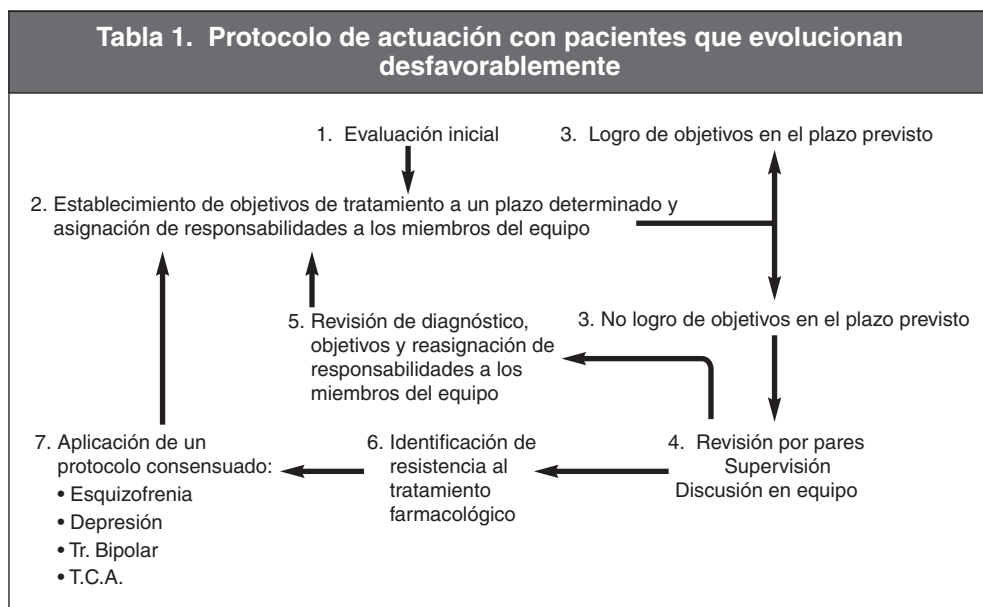 Tabla 1. Protocolo de actuación con pacientes que evolucionan
desfavorablemente
1. Evaluación inicial
3. Logro de objetivos en el plazo previsto
2. Establecimiento de objetivos de tratamiento a un plazo determinado y
asignación de responsabilidades a los miembros del equipo
5. Revisión de diagnóstico,
objetivos y reasignación de
responsabilidades a los
miembros del equipo
3. No logro de objetivos en el plazo previsto
7. Aplicación de un
protocolo consensuado:
• Esquizofrenia
• Depresión
• Tr. Bipolar
• T.C.A.
6. Identificación de
resistencia al
tratamiento
farmacológico
4. Revisión por pares
Supervisión
Discusión en equipo